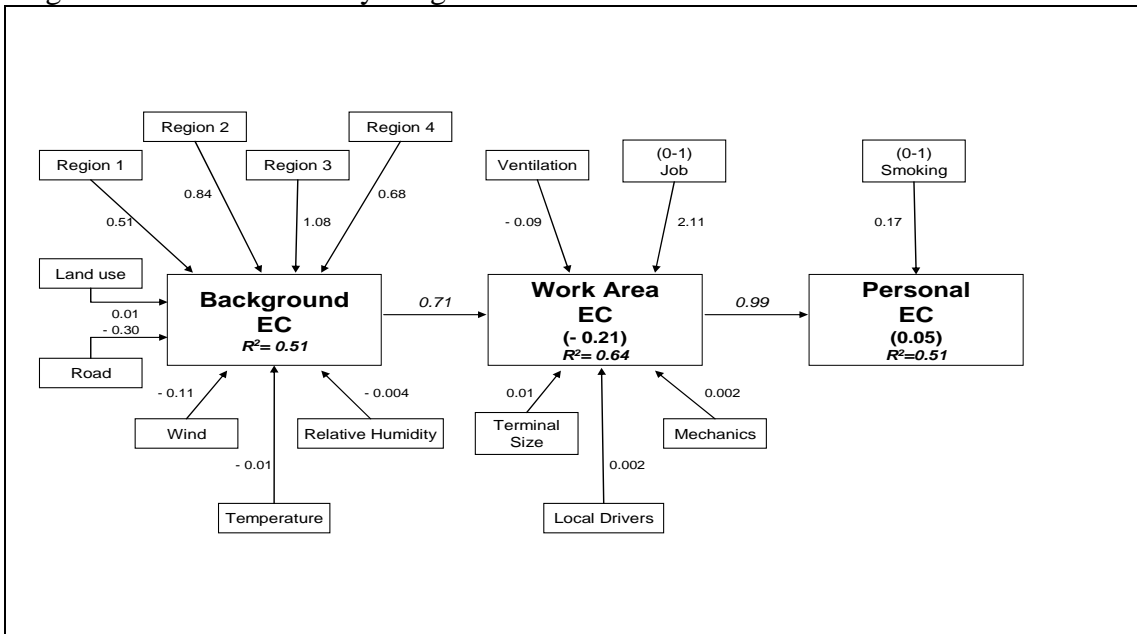 Region 2
Region 4
Region 1
Region 3
Ventilation
(0-1)
Job
(0-1)
Smoking
0.84
0.68
0.51
1.08
- 0.09
2.11
0.17
Land use
0.01
- 0.30
Road
Background
EC
R²= 0.51
0.71
Work Area
EC
(- 0.21)
R²= 0.64
0.99
Personal
EC
(0.05)
R²=0.51
- 0.11
- 0.004
0.01
0.002
Wind
Relative Humidity
Terminal
Size
Mechanics
- 0.01
0.002
Temperature
Local Drivers